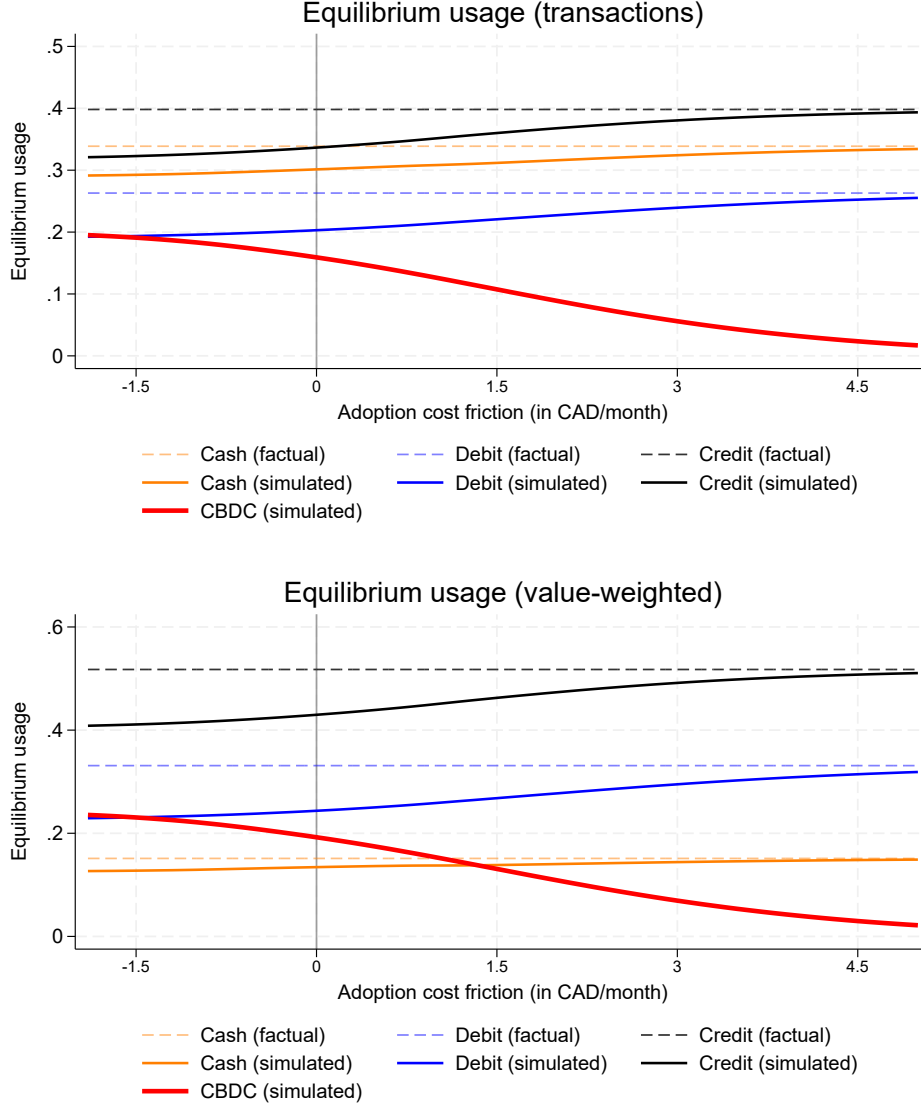 Equilibrium usage (transactions)
.5
.4
.3
.2
.1
0
Equilibrium usage
-1.5 0 1.5 3 4.5
Adoption cost friction (in CAD/month)
Cash (factual) Debit (factual) Credit (factual)
Cash (simulated) Debit (simulated) Credit (simulated)
CBDC (simulated)
Equilibrium usage (value-weighted)
.6
.4
.2
0
Equilibrium usage
-1.5 0 1.5 3 4.5
Adoption cost friction (in CAD/month)
Cash (factual) Debit (factual) Credit (factual)
Cash (simulated) Debit (simulated) Credit (simulated)
CBDC (simulated)